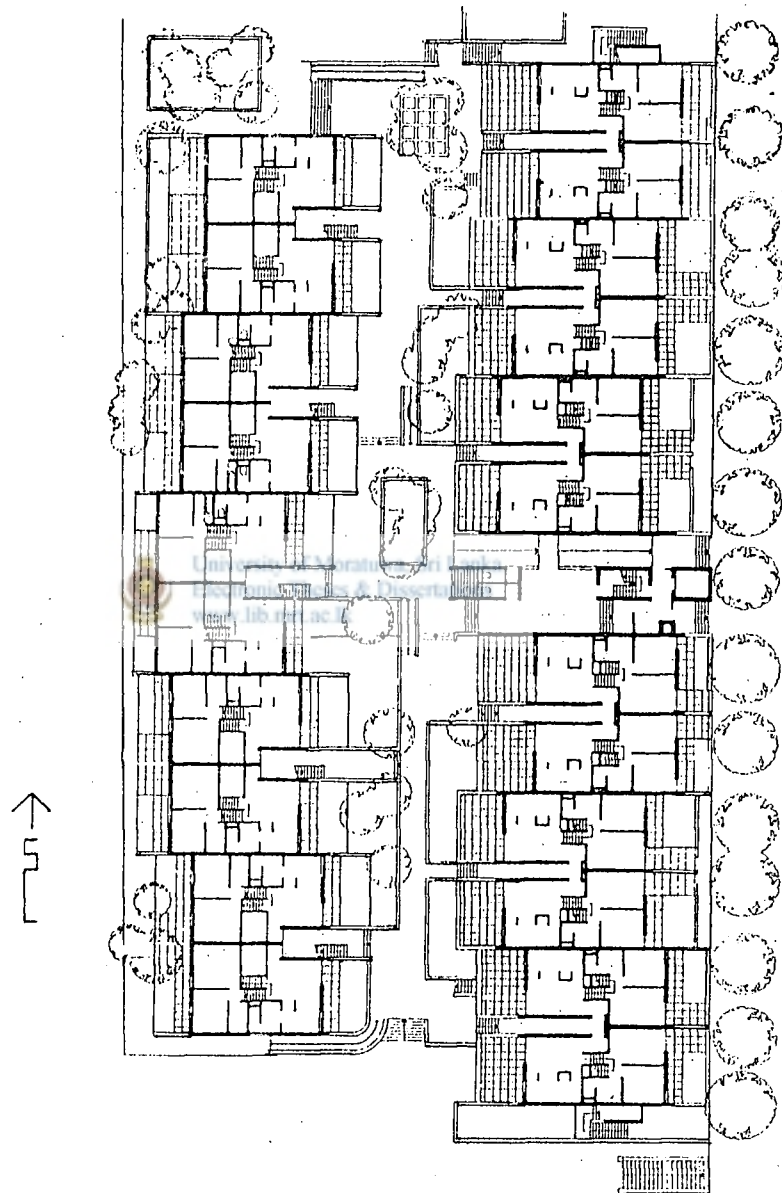 University of Moratuwa, Sri Lanka.
Electronic Theses & Dissertations
www.lib.mrt.ac.lk